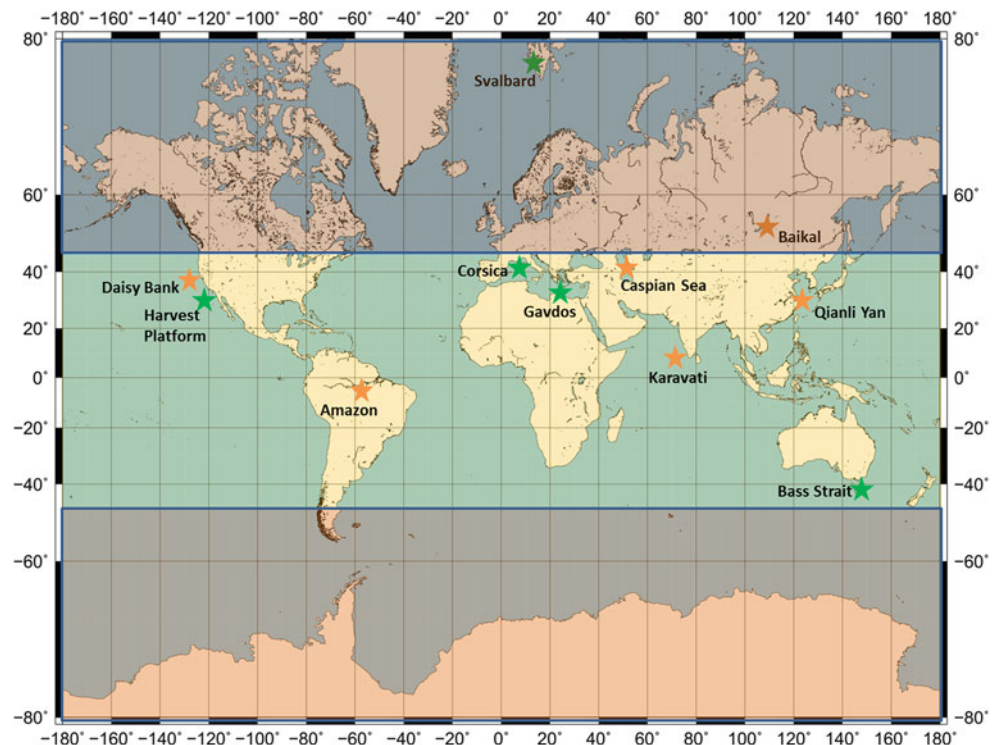 −180˚ −160˚ −140˚ −120˚ −100˚ −80˚ −60˚ −40˚ −20˚ 0˚ 20˚ 40˚ 60˚ 80˚ 100˚ 120˚ 140˚ 160˚ 180˚
80˚ 80˚
Svalbard
60˚ 60˚
Baikal
40˚ 40˚
Corsica
Daisy Bank
Caspian Sea
Harvest
Platform
Gavdos
Qianli Yan
20˚ 20˚
Karavati
0˚ 0˚
Amazon
−20˚ −20˚
−40˚ −40˚
Bass Strait
−60˚ −60˚
−80˚ −80˚
−180˚ −160˚ −140˚ −120˚ −100˚ −80˚ −60˚ −40˚ −20˚ 0˚ 20˚ 40˚ 60˚ 80˚ 100˚ 120˚ 140˚ 160˚ 180˚